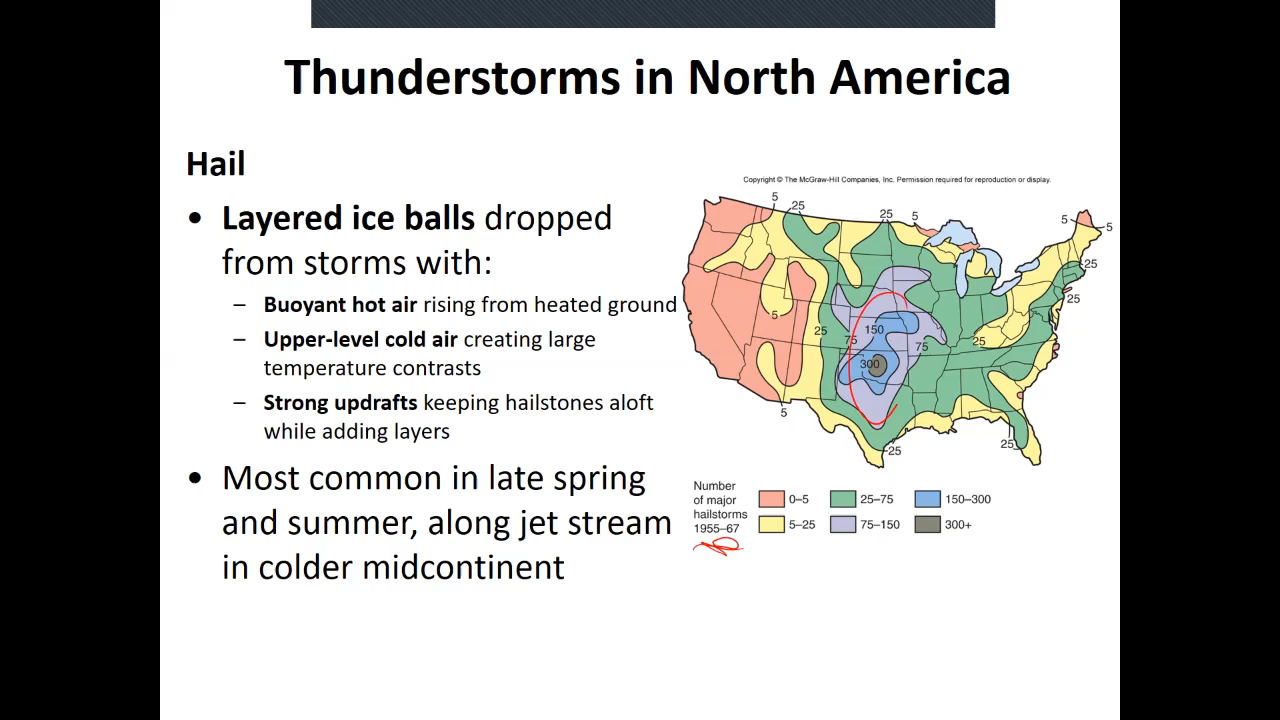 Thunderstorms in North America
Hail
• Layered ice balls dropped
from storms with:
– Buoyant hot air rising from heated ground
– Upper-level cold air creating large
temperature contrasts
– Strong updrafts keeping hailstones aloft
while adding layers
• Most common in late spring
and summer, along jet stream
in colder midcontinent
Copyright © The McGraw-Hill Companies, Inc. Permission required for reproduction or display.
5
25
25
5
5
5
25
25
5
25
150
75
75
25
300
5
25
25
Number
of major
hailstorms
1955–67
0–5
5–25
25–75
75–150
150–300
300+